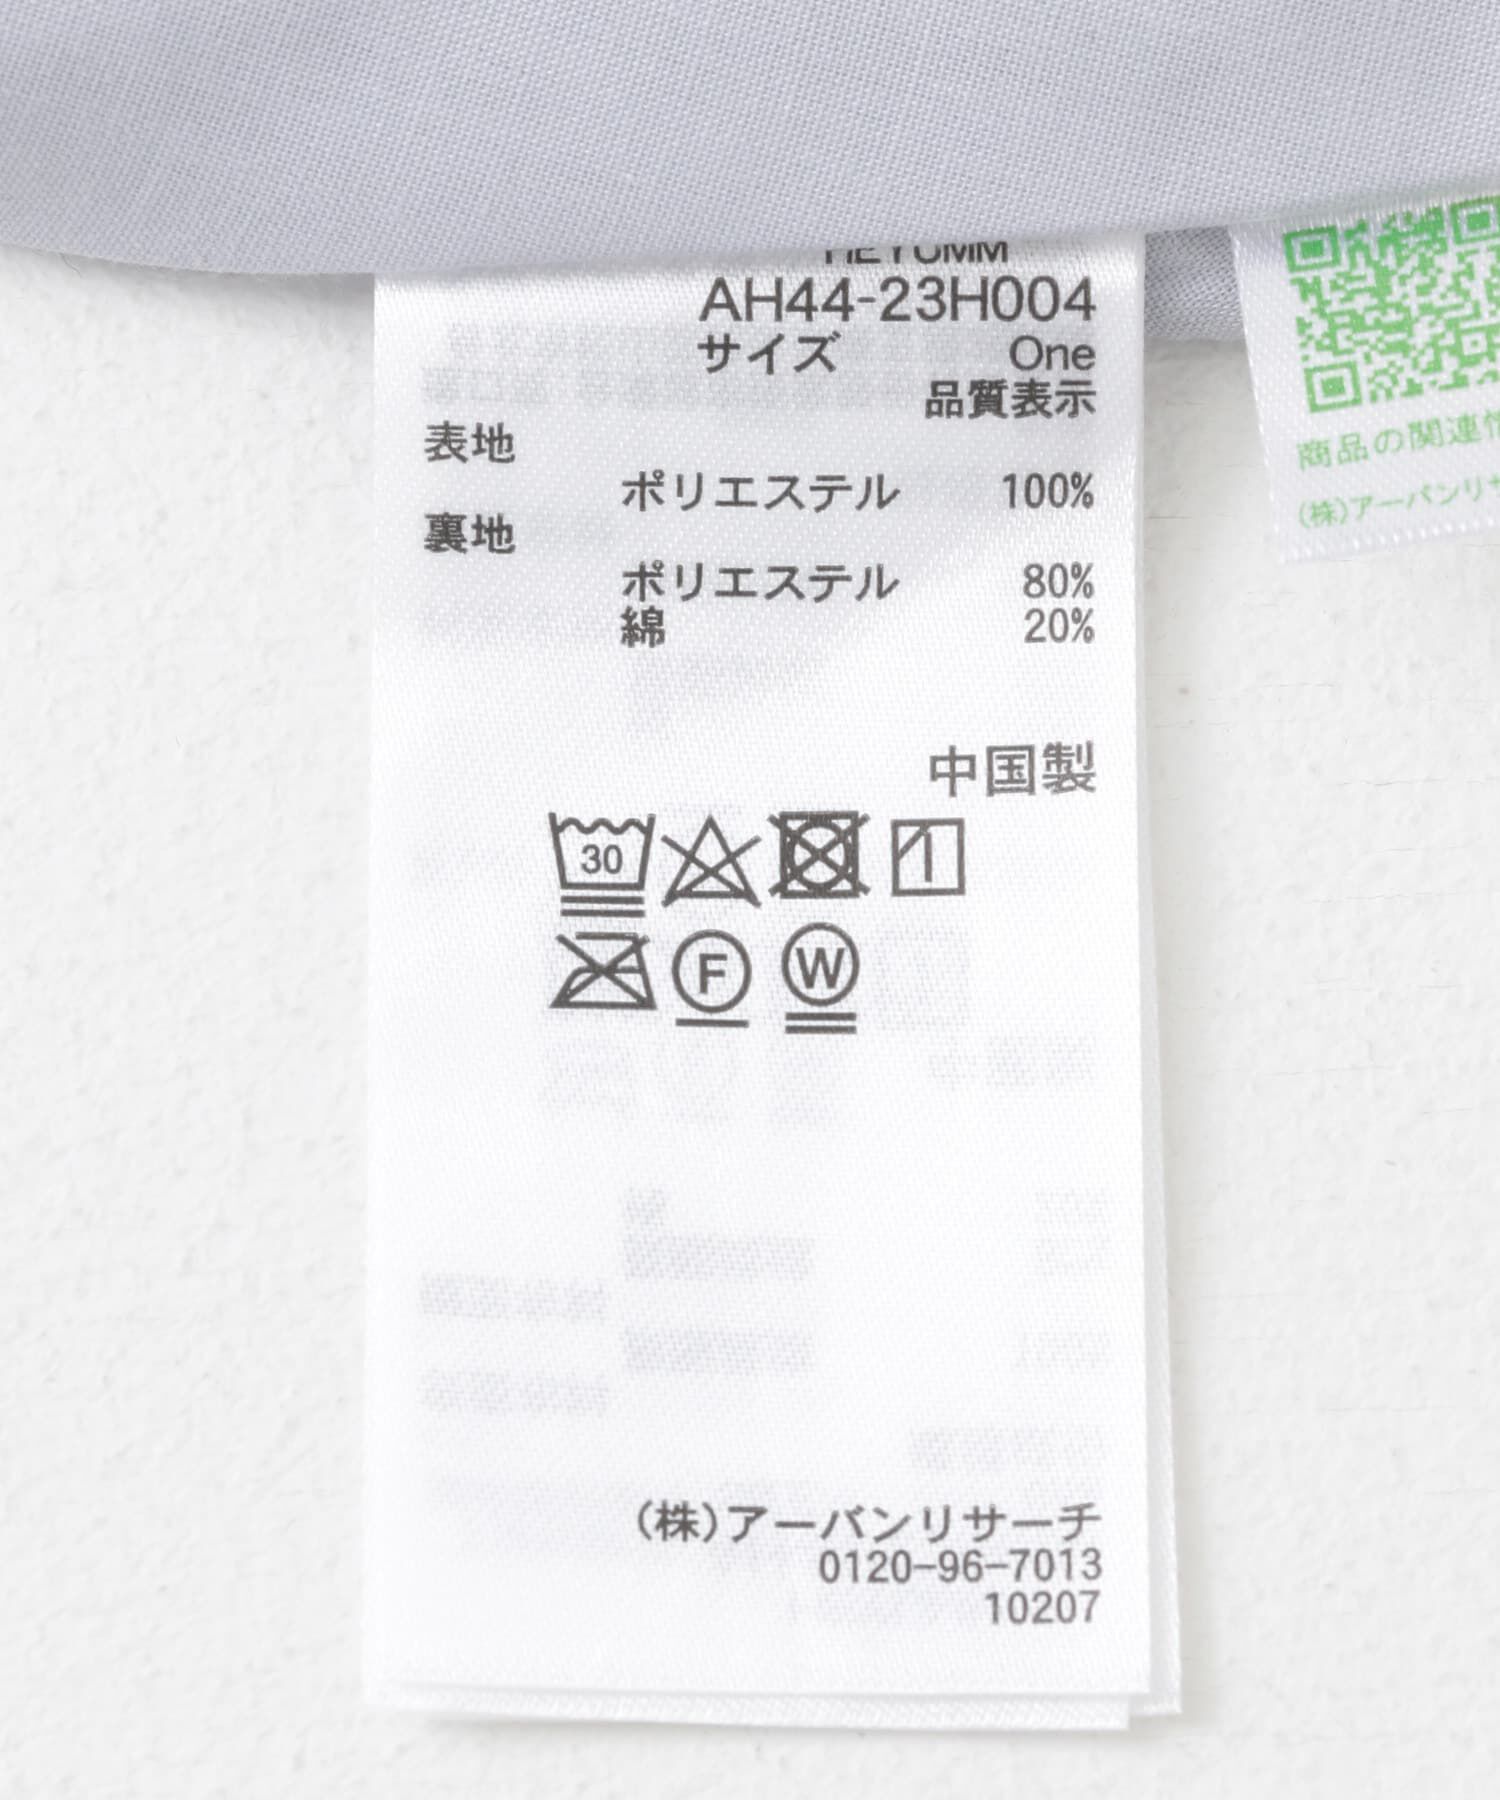 AH44-23H004
サイズ One
品質表示
表地
ポリエステル 100%
裏地
ポリエステル 80%
綿 20%
中国製
30
F W
(株)アーバンリサーチ
0120-96-7013
10207
商品の関連
(株)アーバンリ